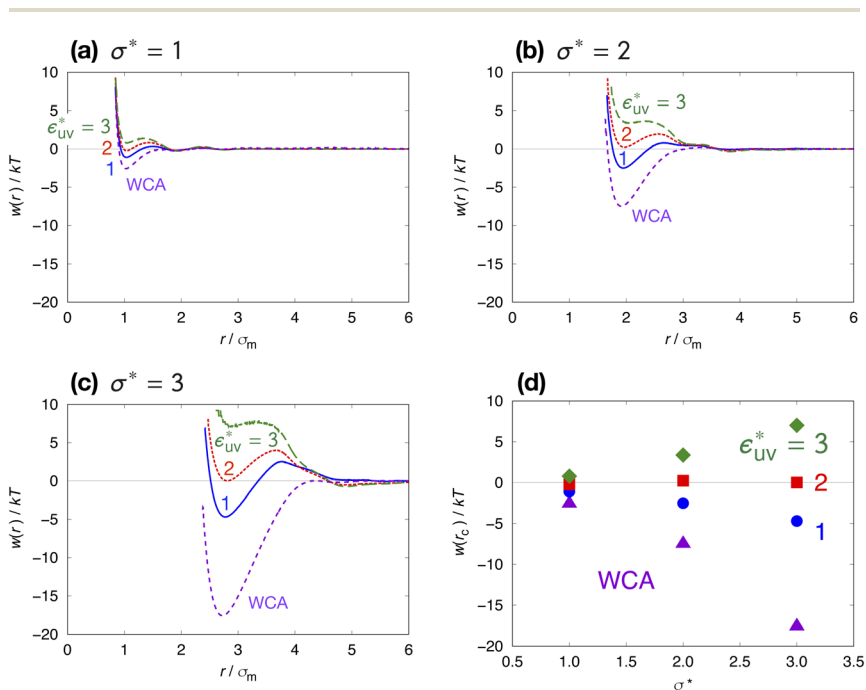 (a) σ* = 1
w(r) / kT
10
5
0
−5
−10
−15
−20
ϵ*uv = 3
2
1
WCA
0 1 2 3 4 5 6
r / σm
(b) σ* = 2
w(r) / kT
10
5
0
−5
−10
−15
−20
ϵ*uv = 3
2
1
WCA
0 1 2 3 4 5 6
r / σm
(c) σ* = 3
w(r) / kT
10
5
0
−5
−10
−15
−20
ϵ*uv = 3
2
1
WCA
0 1 2 3 4 5 6
r / σm
(d)
w(rc) / kT
10
5
0
−5
−10
−15
−20
ϵ*uv = 3
2
1
WCA
0.5 1.0 1.5 2.0 2.5 3.0 3.5
σ*